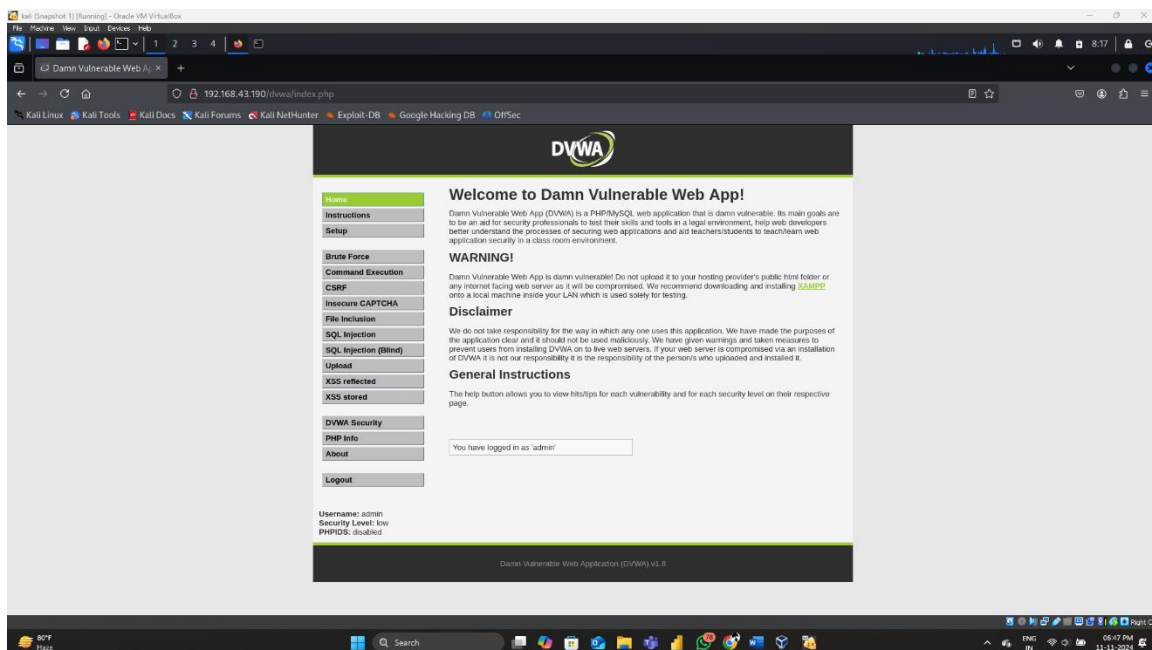 kali (Snapshot 1) [Running] - Oracle VM VirtualBox
File Machine View Input Devices Help
1 2 3 4
8:17
Damn Vulnerable Web Ap
192.168.43.190/dvwa/index.php
Kali Linux Kali Tools Kali Docs Kali Forums Kali NetHunter Exploit-DB Google Hacking DB OffSec
DVWA
Home
Instructions
Setup
Brute Force
Command Execution
CSRF
Insecure CAPTCHA
File Inclusion
SQL Injection
SQL Injection (Blind)
Upload
XSS reflected
XSS stored
DVWA Security
PHP Info
About
Logout
Username: admin
Security Level: low
PHPIDS: disabled
Welcome to Damn Vulnerable Web App!
Damn Vulnerable Web App (DVWA) is a PHP/MySQL web application that is damn vulnerable. Its main goals are
to be an aid for security professionals to test their skills and tools in a legal environment, help web developers
better understand the processes of securing web applications and aid teachers/students to teach/learn web
application security in a class room environment.
WARNING!
Damn Vulnerable Web App is damn vulnerable! Do not upload it to your hosting provider's public html folder or
any internet facing web server as it will be compromised. We recommend downloading and installing XAMPP
onto a local machine inside your LAN which is used solely for testing.
Disclaimer
We do not take responsibility for the way in which any one uses this application. We have made the purposes of
the application clear and it should not be used maliciously. We have given warnings and taken measures to
prevent users from installing DVWA on to live web servers. If your web server is compromised via an installation
of DVWA it is not our responsibility it is the responsibility of the person/s who uploaded and installed it.
General Instructions
The help button allows you to view hits/tips for each vulnerability and for each security level on their respective
page.
You have logged in as 'admin'
Damn Vulnerable Web Application (DVWA) v1.8
Right C
80°F
Haze
Search
ENG
IN
06:47 PM
11-11-2024